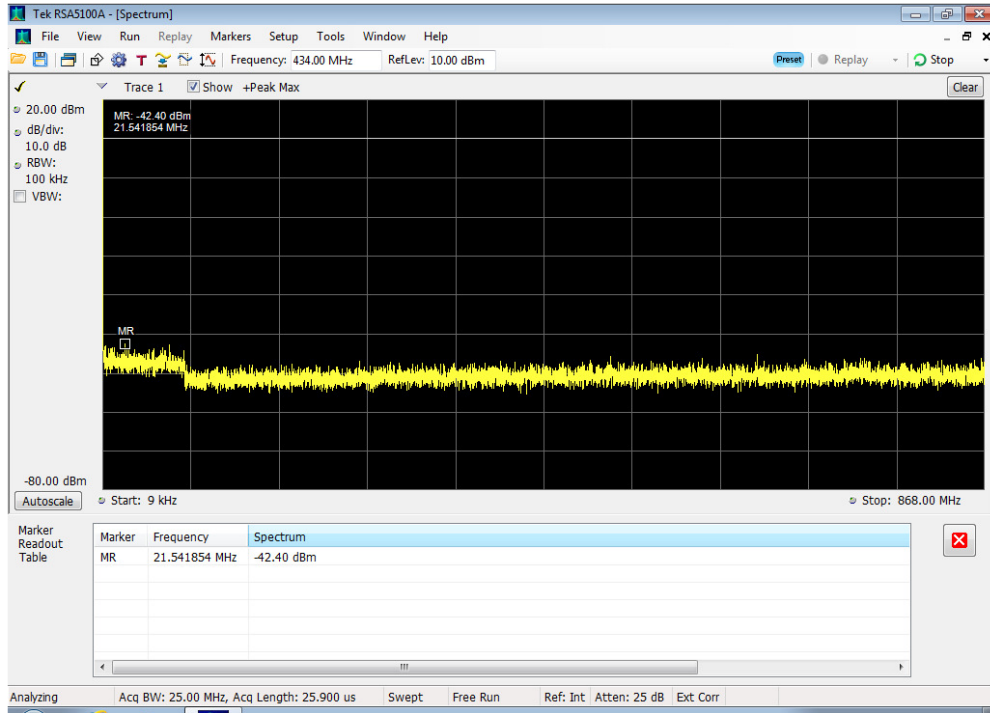 Tek RSA5100A - [Spectrum]
File View Run Replay Markers Setup Tools Window Help
T Frequency: 434.00 MHz RefLev: 10.00 dBm Preset Replay Stop
Trace 1 Show +Peak Max Clear
20.00 dBm
dB/div:
10.0 dB
RBW:
100 kHz
VBW:
MR: -42.40 dBm
21.541854 MHz
MR
-80.00 dBm
Autoscale Start: 9 kHz Stop: 868.00 MHz
Marker
Readout
Table
Marker Frequency Spectrum
MR 21.541854 MHz -42.40 dBm
Analyzing Acq BW: 25.00 MHz, Acq Length: 25.900 us Swept Free Run Ref: Int Atten: 25 dB Ext Corr